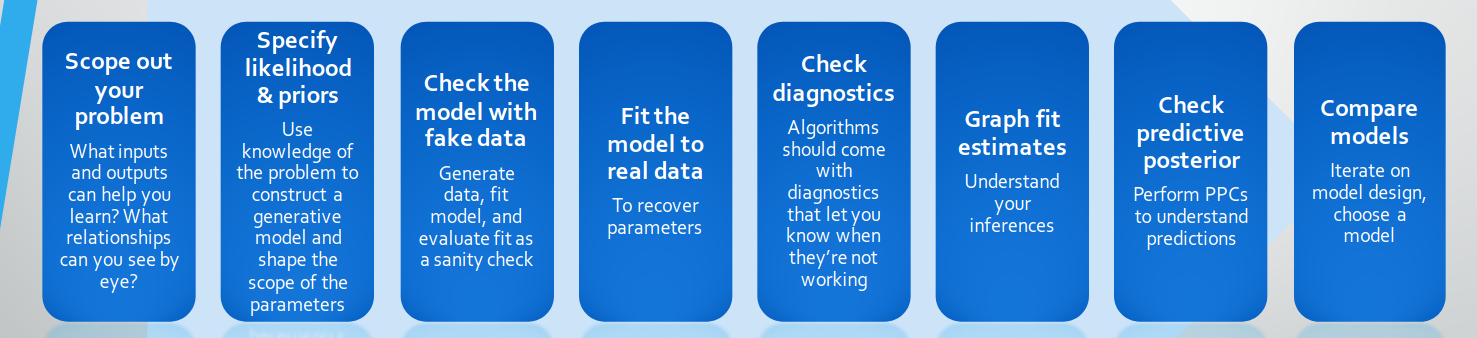 Scope out
your
problem
What inputs
and outputs
can help you
learn? What
relationships
can you see by
eye?
Specify
likelihood
& priors
Use
knowledge of
the problem to
construct a
generative
model and
shape the
scope of the
parameters
Check the
model with
fake data
Generate
data, fit
model, and
evaluate fit as
a sanity check
Fit the
model to
real data
To recover
parameters
Check
diagnostics
Algorithms
should come
with
diagnostics
that let you
know when
they’re not
working
Graph fit
estimates
Understand
your
inferences
Check
predictive
posterior
Perform PPCs
to understand
predictions
Compare
models
Iterate on
model design,
choose a
model